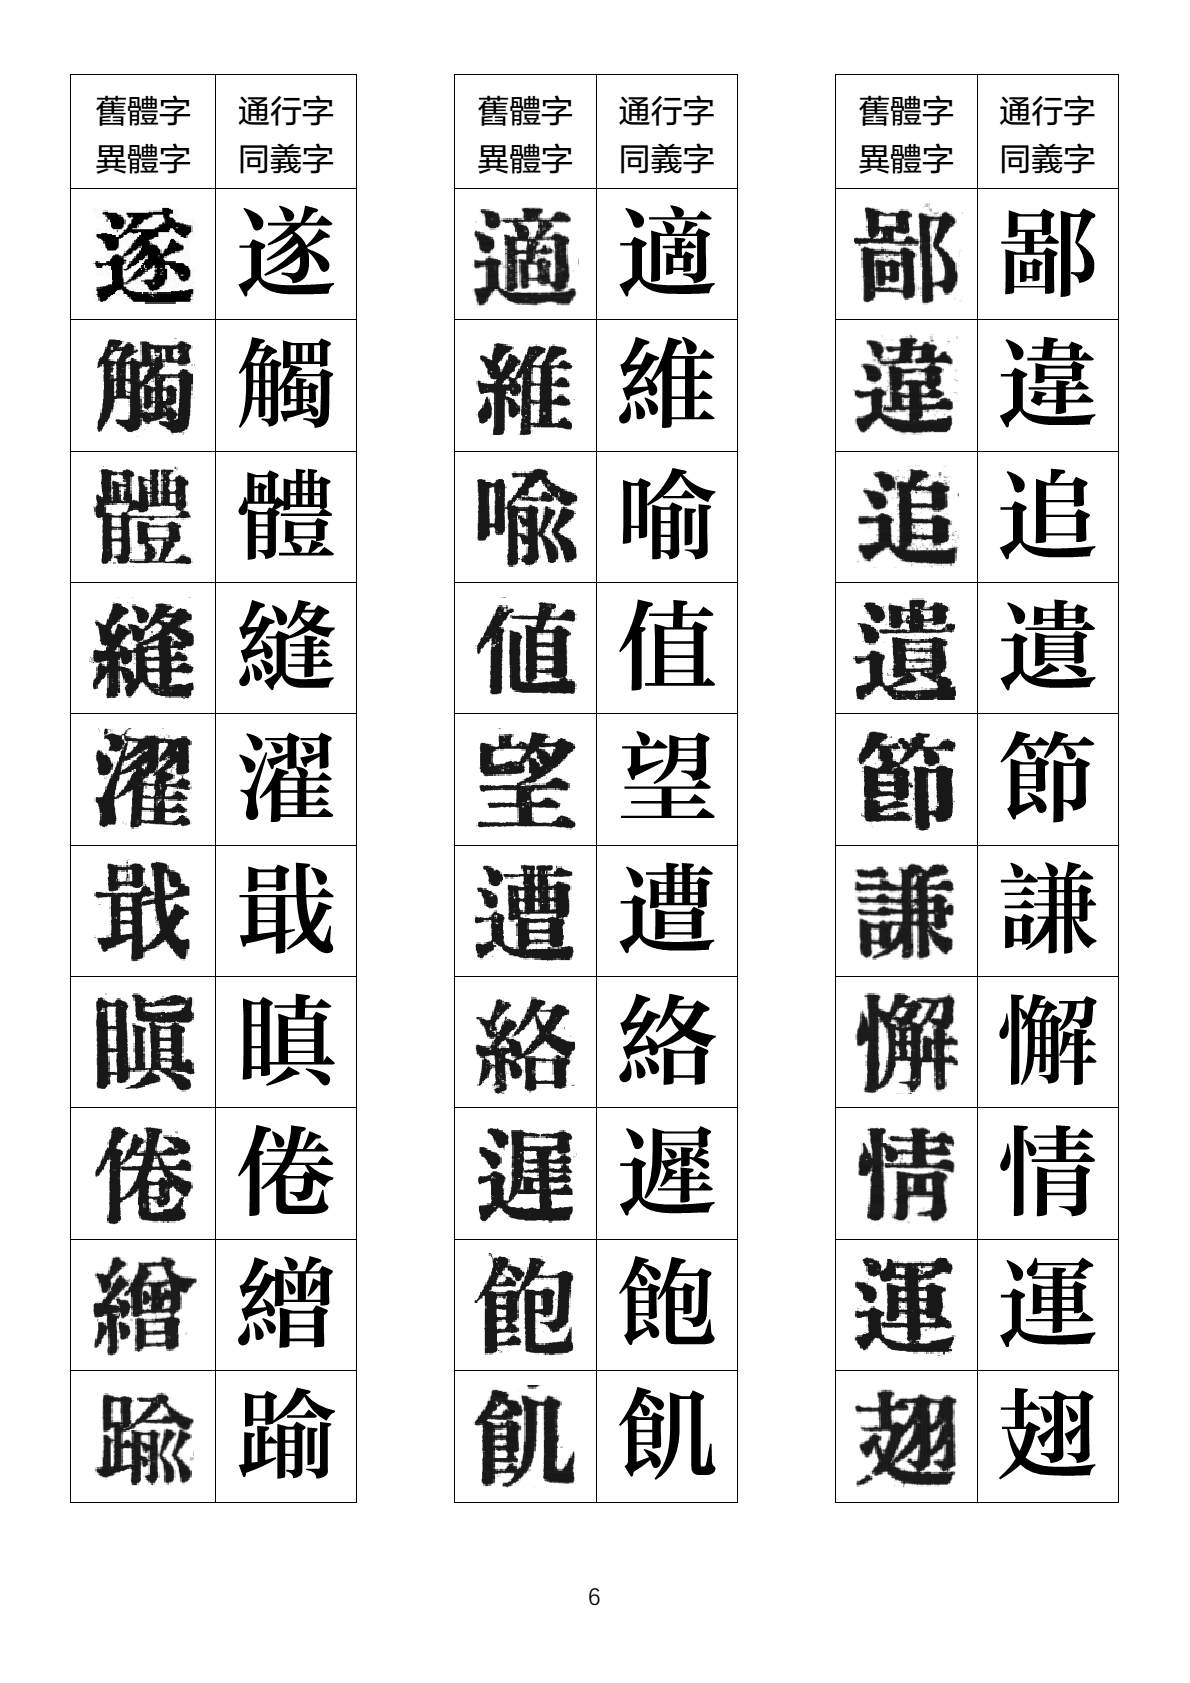 舊體字 通行字
異體字 同義字
遂 遂
觸 觸
體 體
縫 縫
濯 濯
戢 戢
瞋 瞋
倦 倦
繒 繒
踰 踰
舊體字 通行字
異體字 同義字
適 適
維 維
喻 喻
値 值
望 望
遭 遭
絡 絡
遲 遲
飽 飽
飢 飢
舊體字 通行字
異體字 同義字
鄙 鄙
違 違
追 追
遺 遺
節 節
謙 謙
懈 懈
情 情
運 運
翅 翅
6